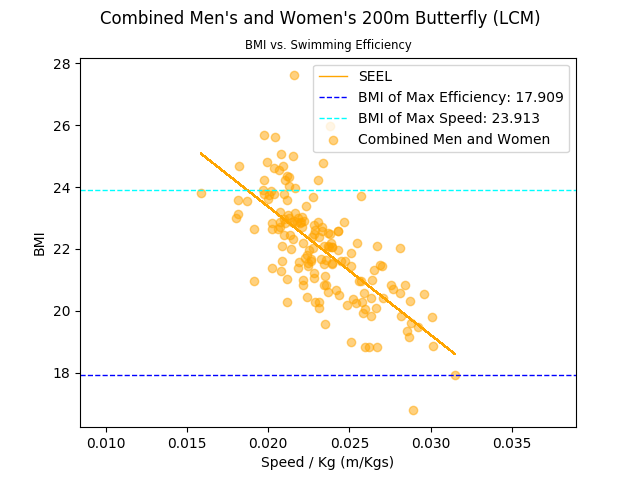 Combined Men's and Women's 200m Butterfly (LCM)
BMI vs. Swimming Efficiency
28
26
24
22
20
18
BMI
SEEL
BMI of Max Efficiency: 17.909
BMI of Max Speed: 23.913
Combined Men and Women
0.010 0.015 0.020 0.025 0.030 0.035
Speed / Kg (m/Kgs)